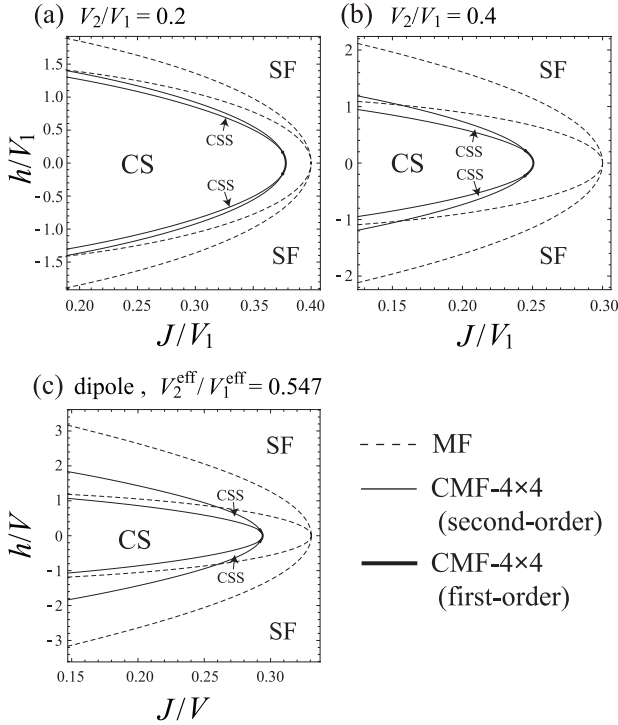 (a) V₂/V₁ = 0.2
(b) V₂/V₁ = 0.4
h/V₁
1.5
1.0
0.5
0.0
-0.5
-1.0
-1.5
SF
CSS
CS
CSS
SF
0.20 0.25 0.30 0.35 0.40
J/V₁
2
1
0
-1
-2
SF
CSS
CS
CSS
SF
0.15 0.20 0.25 0.30
J/V₁
(c) dipole , V₂ᵉᶠᶠ/V₁ᵉᶠᶠ = 0.547
h/V
3
2
1
0
-1
-2
-3
SF
CSS
CS
CSS
SF
0.15 0.20 0.25 0.30
J/V
MF
CMF-4×4
(second-order)
CMF-4×4
(first-order)